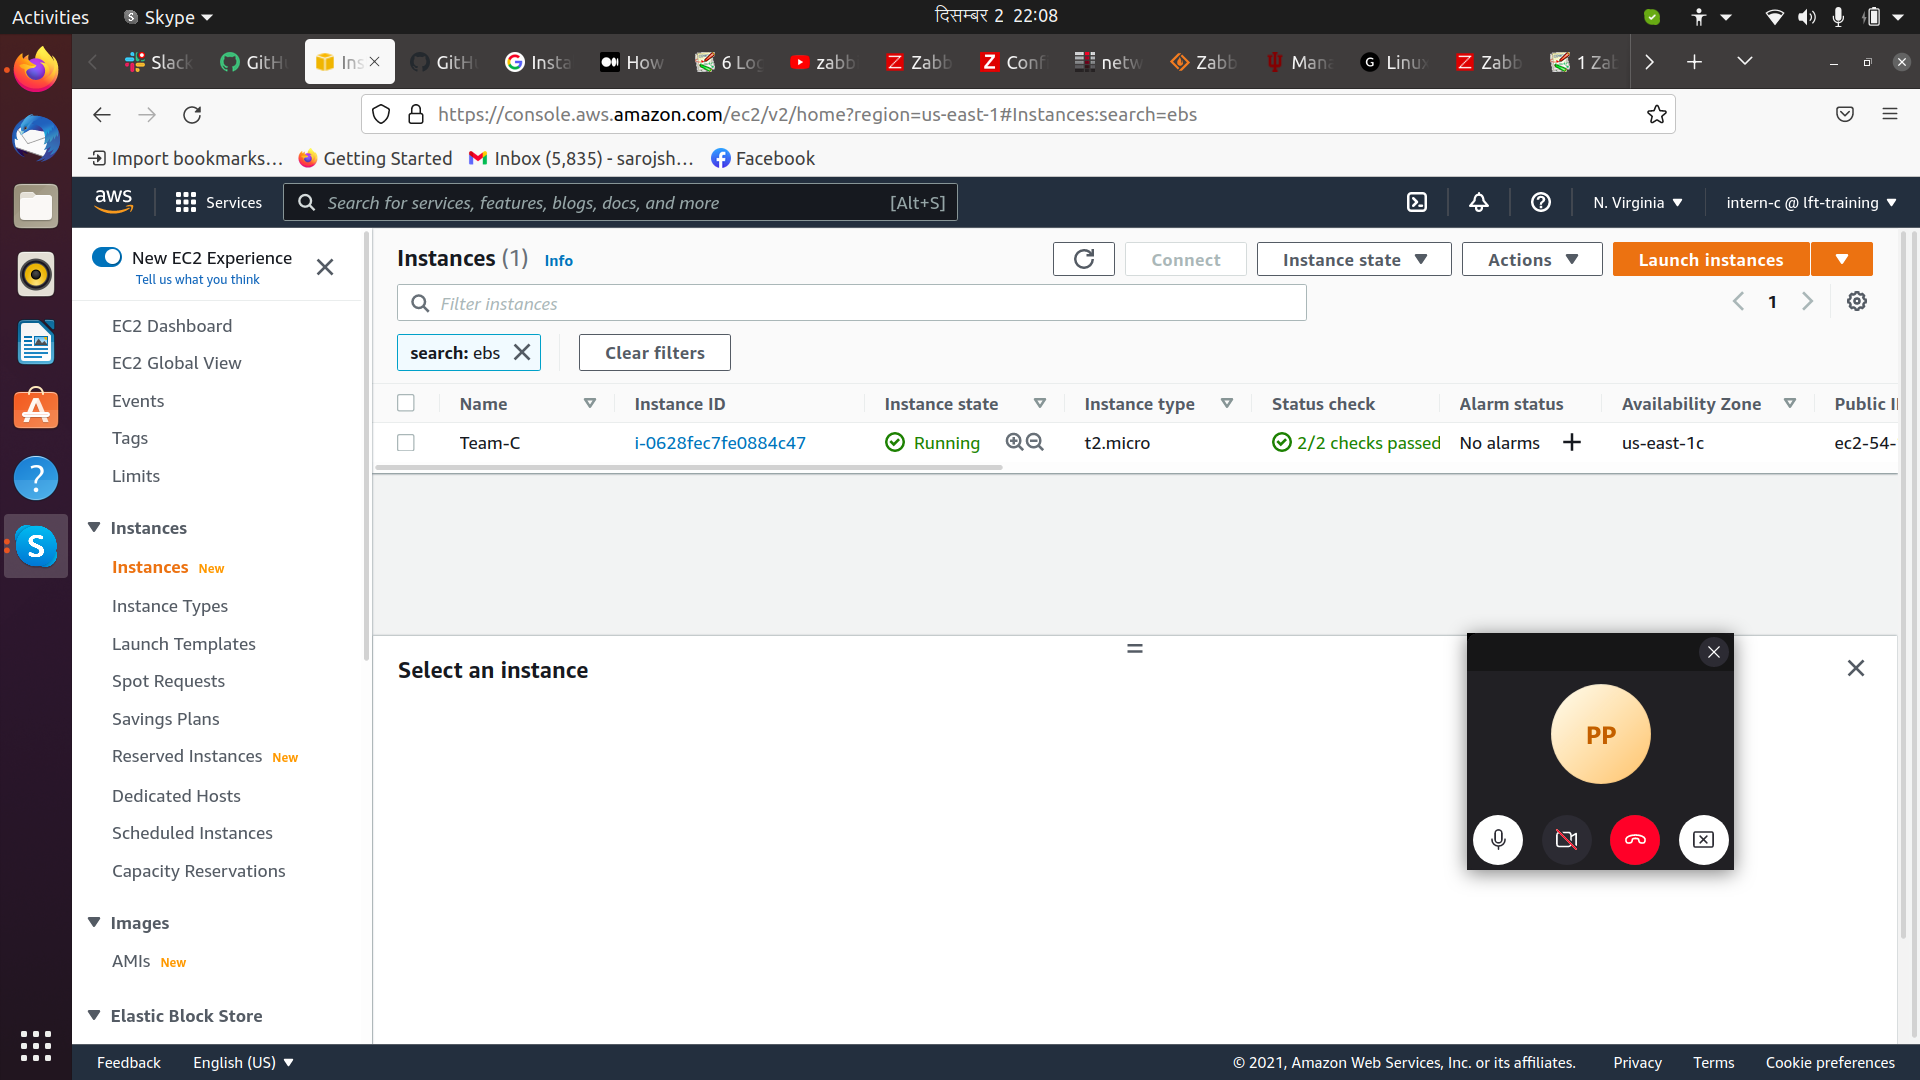 Activities Skype दिसम्बर 2 22:08
Slack GitHu Ins GitHu Insta How 6 Log zabb Zabb Conf netw Zabb Mana Linux Zabb 1 Zab
https://console.aws.amazon.com/ec2/v2/home?region=us-east-1#Instances:search=ebs
Import bookmarks... Getting Started Inbox (5,835) - sarojsh... Facebook
aws Services Search for services, features, blogs, docs, and more [Alt+S] N. Virginia intern-c @ lft-training
New EC2 Experience
Tell us what you think
EC2 Dashboard
EC2 Global View
Events
Tags
Limits
Instances
Instances New
Instance Types
Launch Templates
Spot Requests
Savings Plans
Reserved Instances New
Dedicated Hosts
Scheduled Instances
Capacity Reservations
Images
AMIs New
Elastic Block Store
Instances (1) Info Connect Instance state Actions Launch instances
Filter instances 1
search: ebs Clear filters
Name Instance ID Instance state Instance type Status check Alarm status Availability Zone Public I
Team-C i-0628fec7fe0884c47 Running t2.micro 2/2 checks passed No alarms us-east-1c ec2-54-
Select an instance
PP
Feedback English (US) © 2021, Amazon Web Services, Inc. or its affiliates. Privacy Terms Cookie preferences